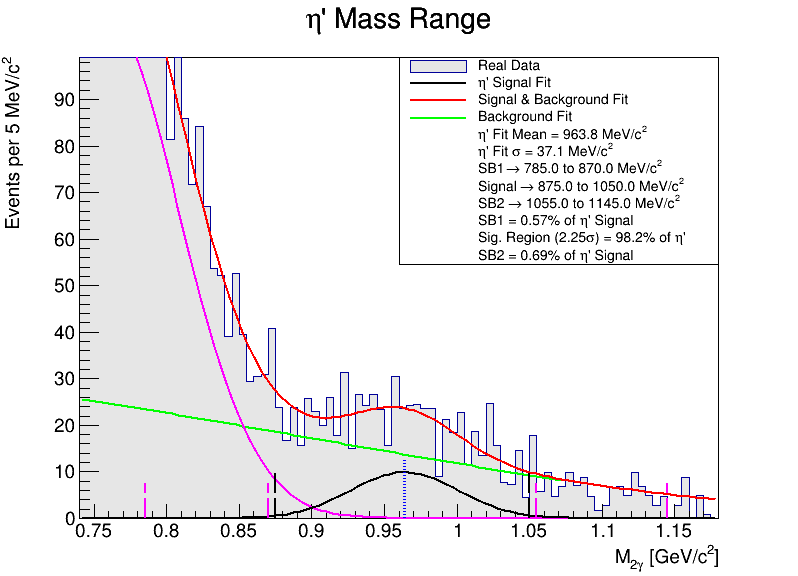 η' Mass Range
Events per 5 MeV/c²
90
80
70
60
50
40
30
20
10
0
Real Data
η' Signal Fit
Signal & Background Fit
Background Fit
η' Fit Mean = 963.8 MeV/c²
η' Fit σ = 37.1 MeV/c²
SB1 → 785.0 to 870.0 MeV/c²
Signal → 875.0 to 1050.0 MeV/c²
SB2 → 1055.0 to 1145.0 MeV/c²
SB1 = 0.57% of η' Signal
Sig. Region (2.25σ) = 98.2% of η'
SB2 = 0.69% of η' Signal
0.75 0.8 0.85 0.9 0.95 1 1.05 1.1 1.15
M₂γ [GeV/c²]